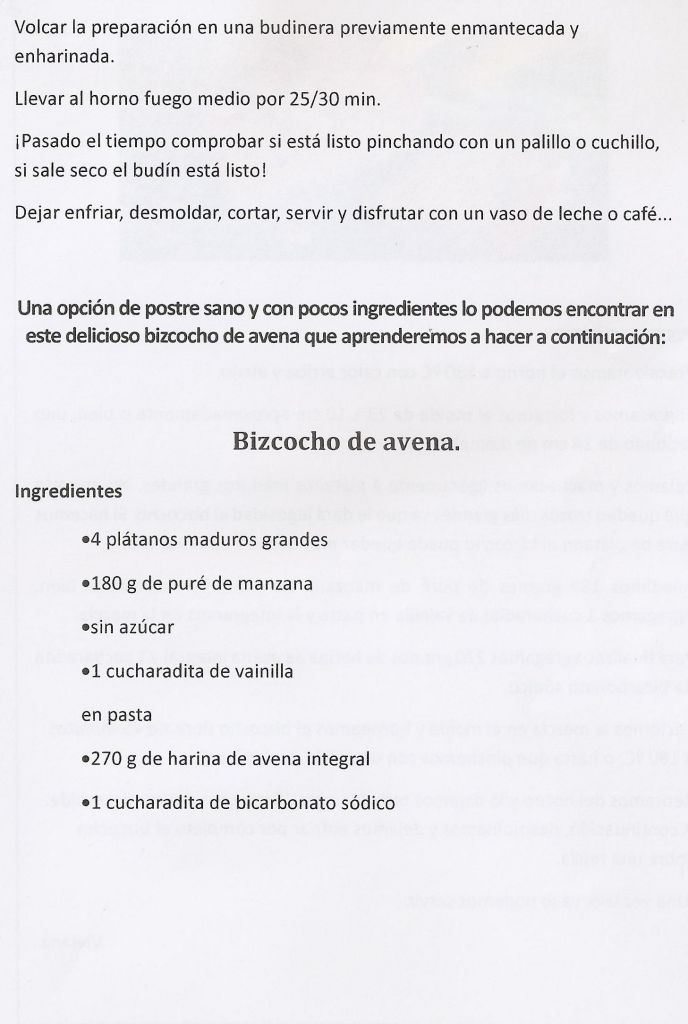 Volcar la preparación en una budinera previamente enmantecada y
enharinada.
Llevar al horno fuego medio por 25/30 min.
¡Pasado el tiempo comprobar si está listo pinchando con un palillo o cuchillo,
si sale seco el budín está listo!
Dejar enfriar, desmoldar, cortar, servir y disfrutar con un vaso de leche o café...
Una opción de postre sano y con pocos ingredientes lo podemos encontrar en
este delicioso bizcocho de avena que aprenderemos a hacer a continuación:
Bizcocho de avena.
Ingredientes
•4 plátanos maduros grandes
•180 g de puré de manzana
•sin azúcar
•1 cucharadita de vainilla
en pasta
•270 g de harina de avena integral
•1 cucharadita de bicarbonato sódico